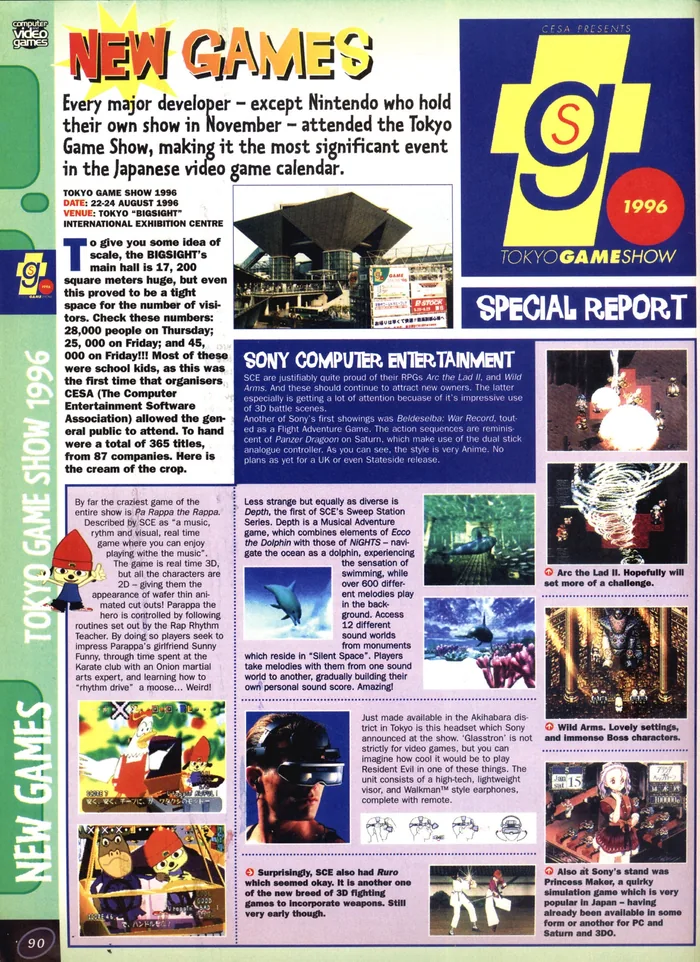 computer
and
video
games
NEW GAMES
Every major developer – except Nintendo who hold
their own show in November – attended the Tokyo
Game Show, making it the most significant event
in the Japanese video game calendar.
CESA PRESENTS
gs
1996
TOKYO GAME SHOW
SPECIAL REPORT
TOKYO GAME SHOW 1996
DATE: 22-24 AUGUST 1996
VENUE: TOKYO "BIGSIGHT"
INTERNATIONAL EXHIBITION CENTRE
To give you some idea of
scale, the BIGSIGHT'S
main hall is 17, 200
square meters huge, but even
this proved to be a tight
space for the number of visi-
tors. Check these numbers:
28,000 people on Thursday;
25, 000 on Friday; and 45,
000 on Friday!!! Most of these
were school kids, as this was
the first time that organisers
CESA (The Computer
Entertainment Software
Association) allowed the gen-
eral public to attend. To hand
were a total of 365 titles,
from 87 companies. Here is
the cream of the crop.
SONY COMPUTER ENTERTAINMENT
SCE are justifiably quite proud of their RPGs Arc the Lad II, and Wild
Arms. And these should continue to attract new owners. The latter
especially is getting a lot of attention becuase of it's impressive use
of 3D battle scenes.
Another of Sony's first showings was Beldeselba: War Record, tout-
ed as a Flight Adventure Game. The action sequences are reminis-
cent of Panzer Dragoon on Saturn, which make use of the dual stick
analogue controller. As you can see, the style is very Anime. No
plans as yet for a UK or even Stateside release.
By far the craziest game of the
entire show is Pa Rappa the Rappa.
Described by SCE as "a music,
rythm and visual, real time
game where you can enjoy
playing withe the music".
The game is real time 3D,
but all the characters are
2D – giving them the
appearance of wafer thin ani-
mated cut outs! Parappa the
hero is controlled by following
routines set out by the Rap Rhythm
Teacher. By doing so players seek to
impress Parappa's girlfriend Sunny
Funny, through time spent at the
Karate club with an Onion martial
arts expert, and learning how to
"rhythm drive" a moose... Weird!
Less strange but equally as diverse is
Depth, the first of SCE's Sweep Station
Series. Depth is a Musical Adventure
game, which combines elements of Ecco
the Dolphin with those of NiGHTS – navi-
gate the ocean as a dolphin, experiencing
the sensation of
swimming, while
over 600 differ-
ent melodies play
in the back-
ground. Access
12 different
sound worlds
from monuments
which reside in "Silent Space". Players
take melodies with them from one sound
world to another, gradually building their
own personal sound score. Amazing!
Just made available in the Akihabara dis-
trict in Tokyo is this headset which Sony
announced at the show. 'Glasstron' is not
strictly for video games, but you can
imagine how cool it would be to play
Resident Evil in one of these things. The
unit consists of a high-tech, lightweight
visor, and Walkman™ style earphones,
complete with remote.
Surprisingly, SCE also had Ruro
which seemed okay. It is another one
of the new breed of 3D fighting
games to incorporate weapons. Still
very early though.
Arc the Lad II. Hopefully will
set more of a challenge.
Wild Arms. Lovely settings,
and immense Boss characters.
Also at Sony's stand was
Princess Maker, a quirky
simulation game which is very
popular in Japan – having
already been available in some
form or another for PC and
Saturn and 3DO.
TOKYO GAME SHOW 1996
NEW GAMES
90